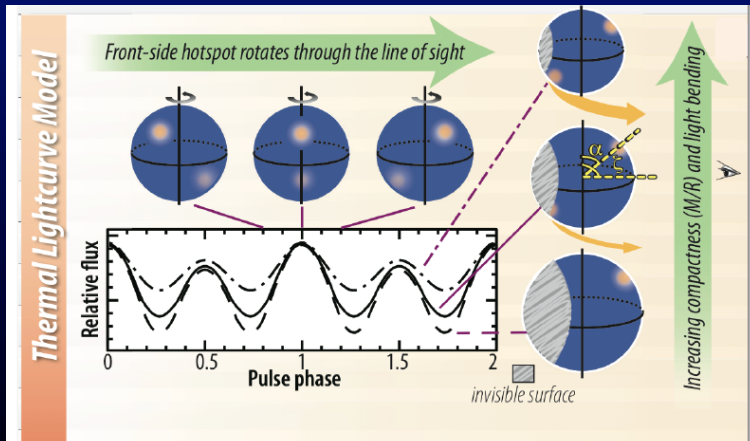 Thermal Lightcurve Model
Front-side hotspot rotates through the line of sight
α
ζ
Increasing compactness (M/R) and light bending
Relative flux
0 0.5 1 1.5 2
Pulse phase
invisible surface